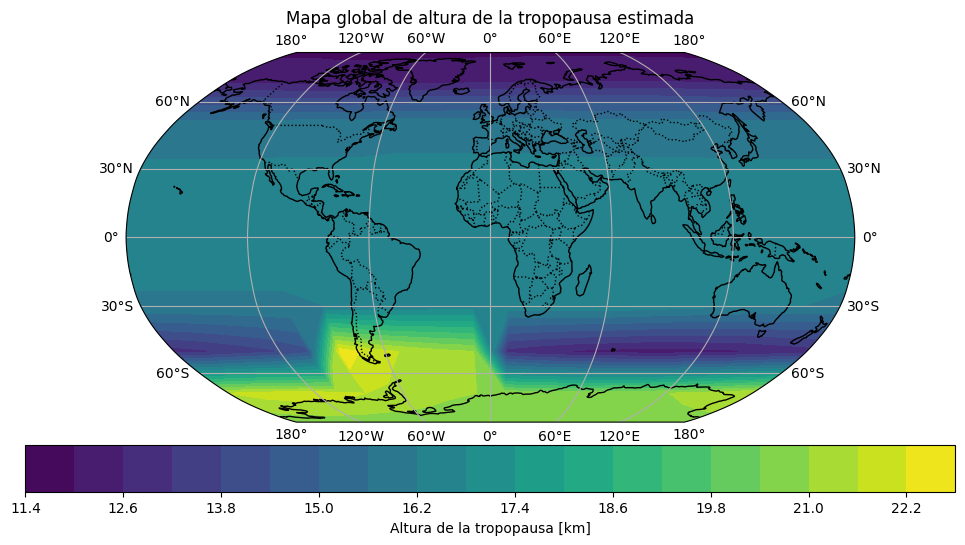 Mapa global de altura de la tropopausa estimada
180° 120°W 60°W 0° 60°E 120°E 180°
60°N 60°N
30°N 30°N
0° 0°
30°S 30°S
60°S 60°S
180° 120°W 60°W 0° 60°E 120°E 180°
11.4 12.6 13.8 15.0 16.2 17.4 18.6 19.8 21.0 22.2
Altura de la tropopausa [km]